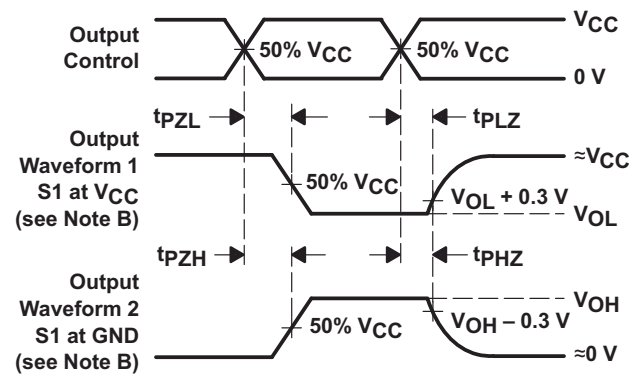 Output
Control
50% VCC
50% VCC
VCC
0 V
tPZL
tPLZ
Output
Waveform 1
S1 at VCC
(see Note B)
50% VCC
≈VCC
VOL + 0.3 V
VOL
tPZH
tPHZ
Output
Waveform 2
S1 at GND
(see Note B)
50% VCC
VOH
VOH – 0.3 V
≈0 V